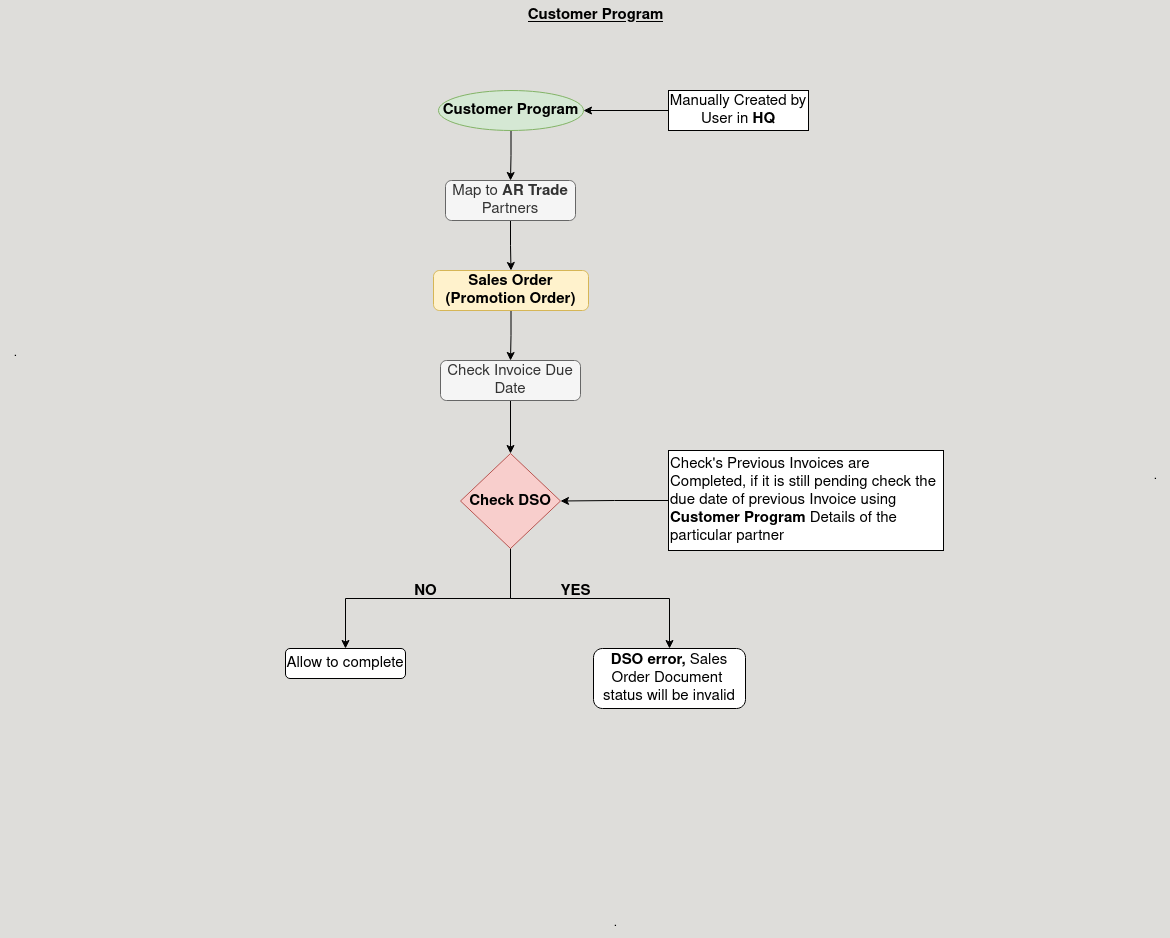 Customer Program
Customer Program
Manually Created by
User in HQ
Map to AR Trade
Partners
Sales Order
(Promotion Order)
Check Invoice Due
Date
Check DSO
Check's Previous Invoices are
Completed, if it is still pending check the
due date of previous Invoice using
Customer Program Details of the
particular partner
NO
YES
Allow to complete
DSO error, Sales
Order Document
status will be invalid